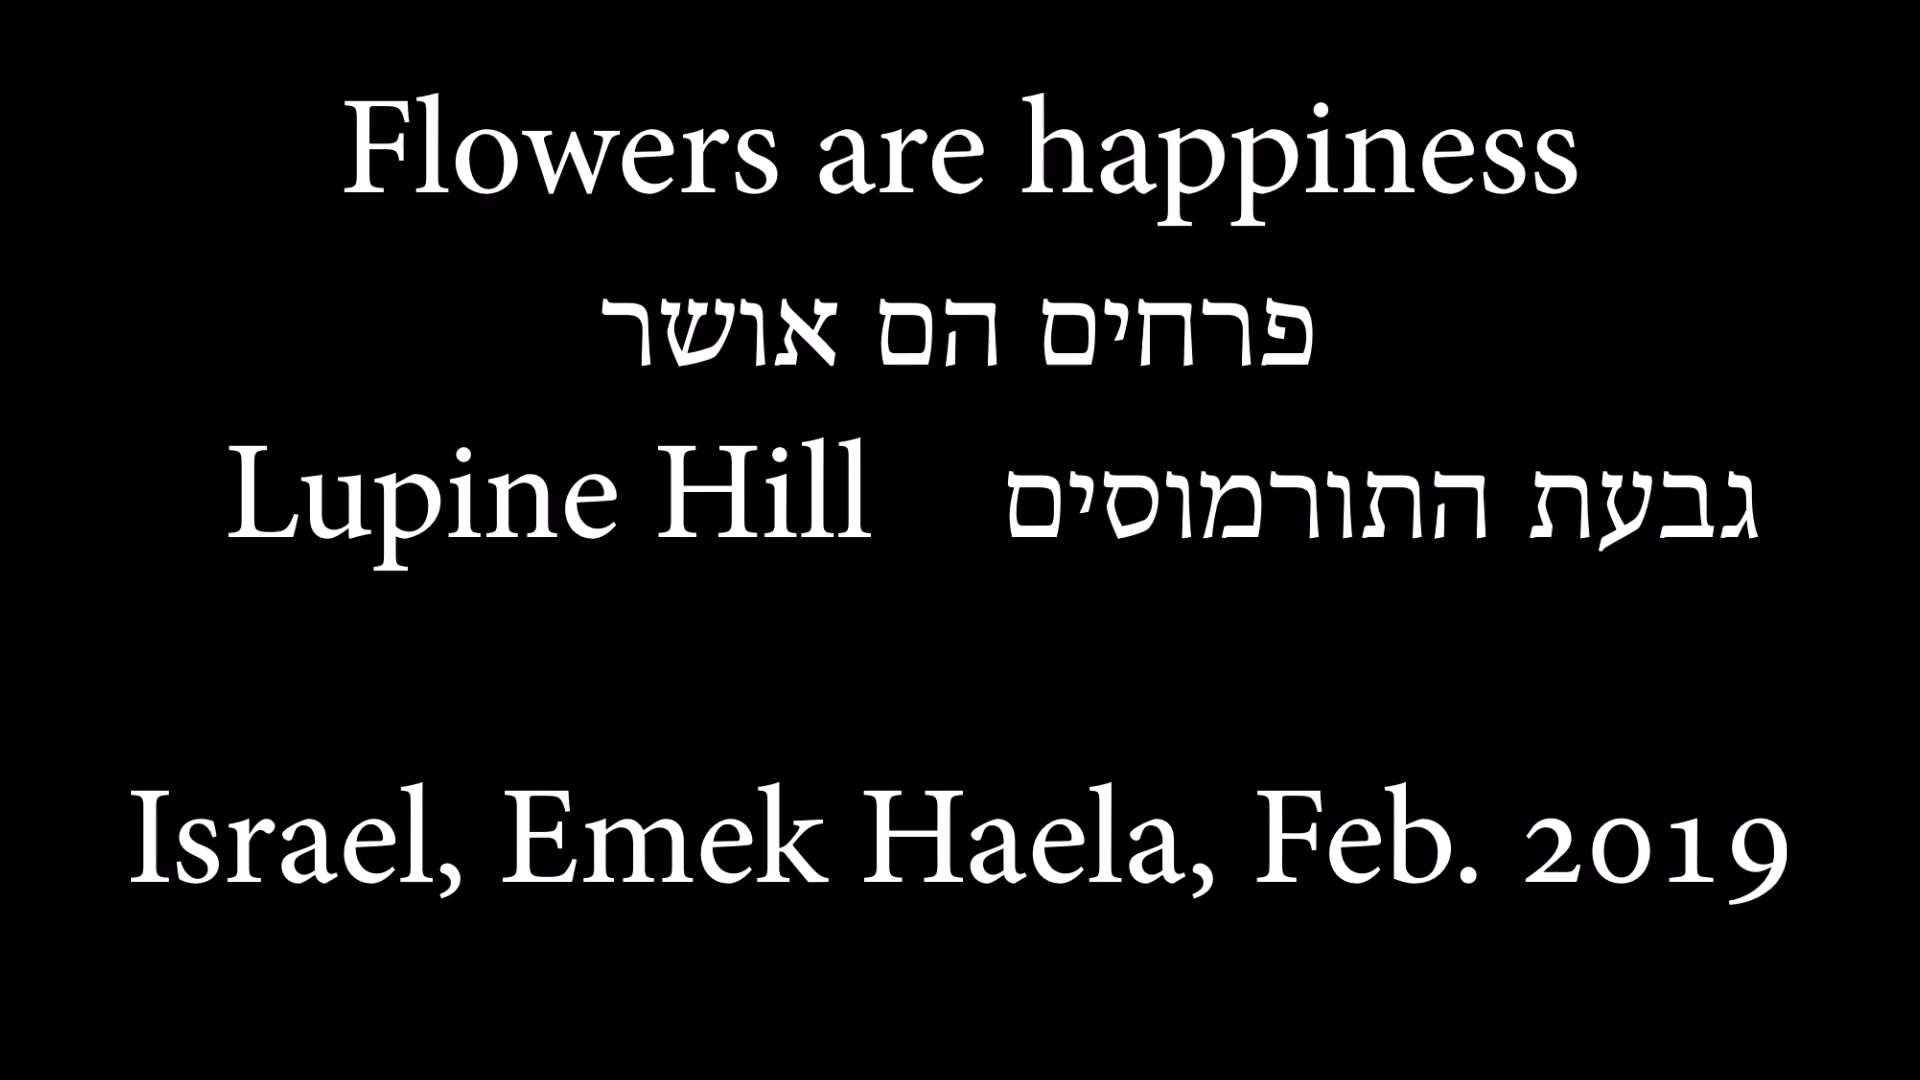 Flowers are happiness
פרחים הם אושר
Lupine Hill גבעת התורמוסים
Israel, Emek Haela, Feb. 2019